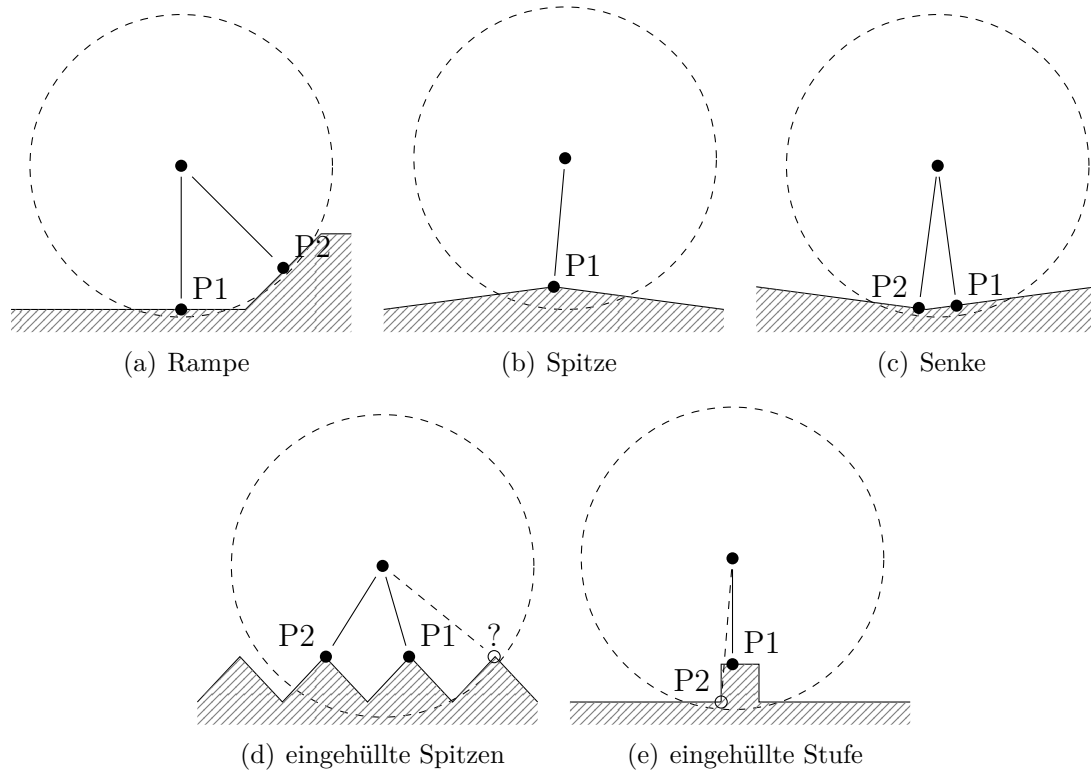 P1
P2
(a) Rampe
P1
(b) Spitze
P2
P1
(c) Senke
P2
P1
?
(d) eingehüllte Spitzen
P1
P2
(e) eingehüllte Stufe